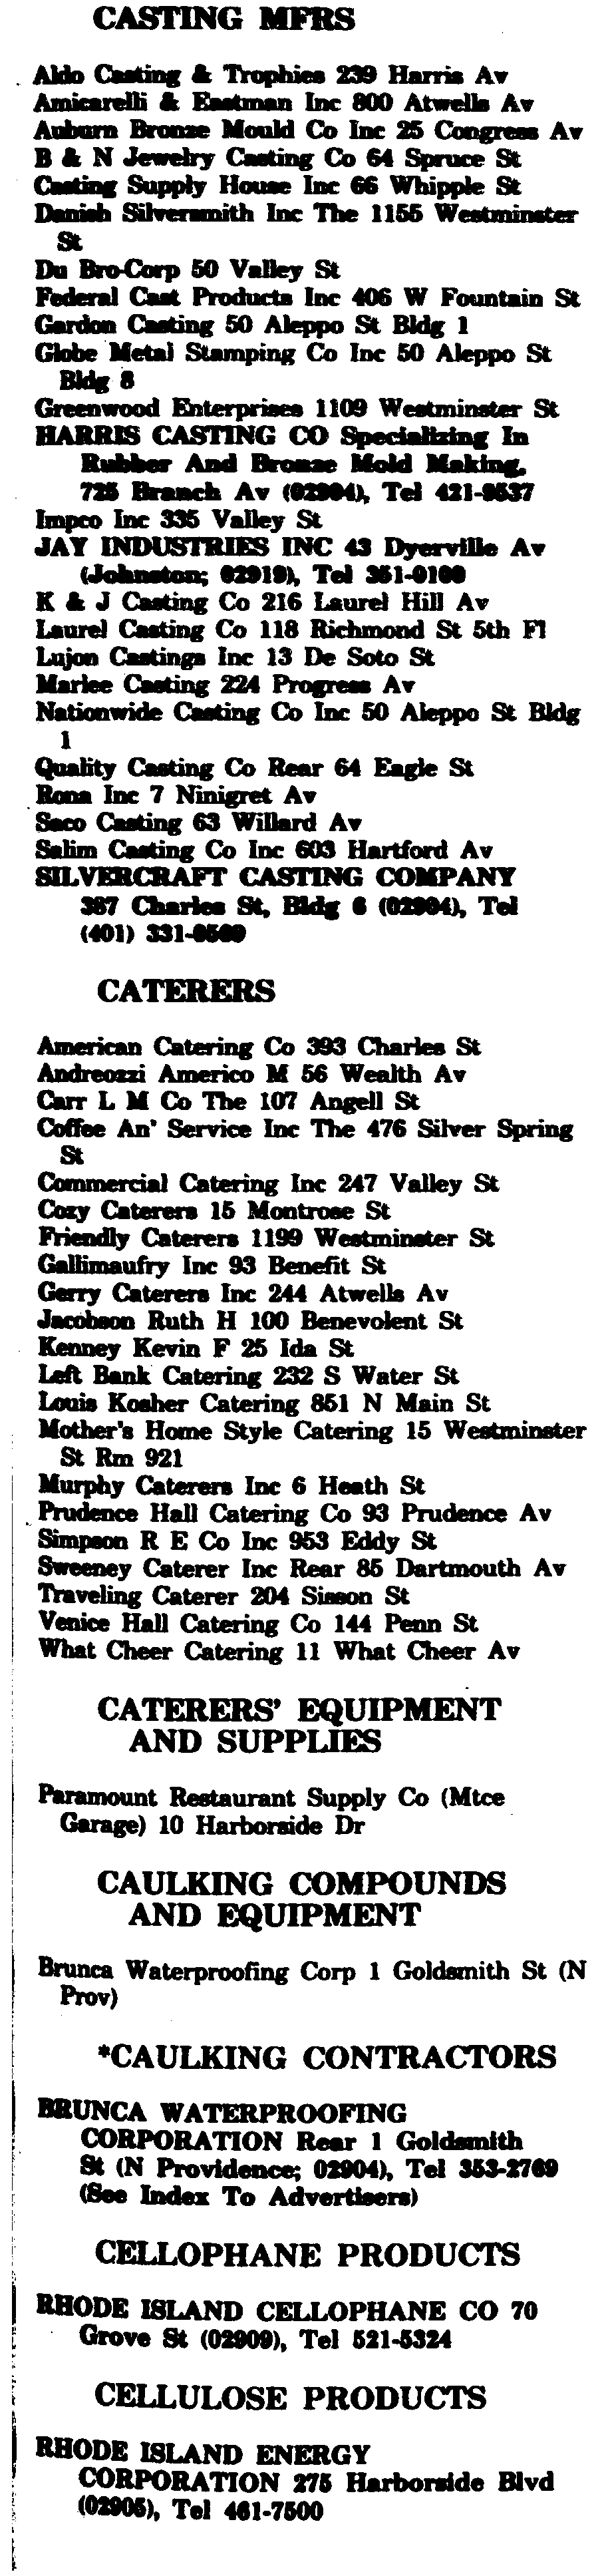 CASTING MFRS
Aldo Casting & Trophies 239 Harris Av
Amicarelli & Eastman Inc 800 Atwells Av
Auburn Bronze Mould Co Inc 25 Congress Av
B & N Jewelry Casting Co 64 Spruce St
Casting Supply House Inc 66 Whipple St
Danish Silversmith Inc The 1155 Westminster
St
Du Bro-Corp 50 Valley St
Federal Cast Products Inc 406 W Fountain St
Gardon Casting 50 Aleppo St Bldg 1
Globe Metal Stamping Co Inc 50 Aleppo St
Bldg 8
Greenwood Enterprises 1109 Westminster St
HARRIS CASTING CO Specializing In
Rubber And Bronze Mold Making,
725 Branch Av (02904), Tel 421-9537
Impco Inc 335 Valley St
JAY INDUSTRIES INC 43 Dyerville Av
(Johnston; 02919), Tel 351-0100
K & J Casting Co 216 Laurel Hill Av
Laurel Casting Co 118 Richmond St 5th Fl
Lujon Castings Inc 13 De Soto St
Marlee Casting 224 Progress Av
Nationwide Casting Co Inc 50 Aleppo St Bldg
1
Quality Casting Co Rear 64 Eagle St
Rona Inc 7 Ninigret Av
Saco Casting 63 Willard Av
Salim Casting Co Inc 603 Hartford Av
SILVERCRAFT CASTING COMPANY
387 Charles St, Bldg 6 (02904), Tel
(401)
CATERERS
American Catering Co 393 Charles St
Andreozzi Americo M 56 Wealth Av
Carr L M Co The 107 Angell St
Coffee An' Service Inc The 476 Silver Spring
St
Commercial Catering Inc 247 Valley St
Cozy Caterers 15 Montrose St
Friendly Caterers 1199 Westminster St
Gallimaufry Inc 93 Benefit St
Gerry Caterers Inc 244 Atwells Av
Jacobson Ruth H 100 Benevolent St
Kenney Kevin F 25 Ida St
Left Bank Catering 232 S Water St
Louis Kosher Catering 851 N Main St
Mother's Home Style Catering 15 Westminster
St Rm 921
Murphy Caterers Inc 6 Heath St
Prudence Hall Catering Co 93 Prudence Av
Simpson R E Co Inc 953 Eddy St
Sweeney Caterer Inc Rear 85 Dartmouth Av
Traveling Caterer 204 Sisson St
Venice Hall Catering Co 144 Penn St
What Cheer Catering 11 What Cheer Av
CATERERS' EQUIPMENT
AND SUPPLIES
Paramount Restaurant Supply Co (Mtce
Garage) 10 Harborside Dr
CAULKING COMPOUNDS
AND EQUIPMENT
Brunca Waterproofing Corp 1 Goldsmith St (N
Prov)
*CAULKING CONTRACTORS
BRUNCA WATERPROOFING
CORPORATION Rear 1 Goldsmith
St (N Providence; 02904), Tel 353-2769
(See Index To Advertisers)
CELLOPHANE PRODUCTS
RHODE ISLAND CELLOPHANE CO 70
Grove St (02909), Tel 521-5324
CELLULOSE PRODUCTS
RHODE ISLAND ENERGY
CORPORATION 275 Harborside Blvd
(02905), Tel 461-7500